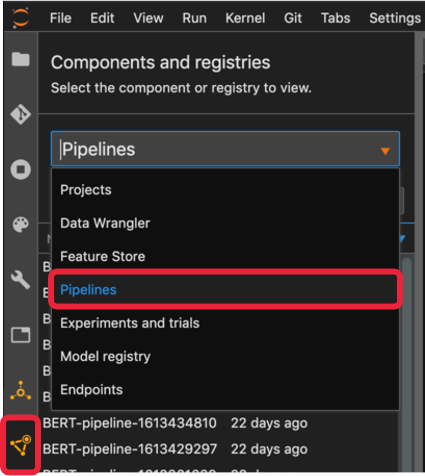 File Edit View Run Kernel Git Tabs Settings
Components and registries
Select the component or registry to view.
Pipelines
Projects
Data Wrangler
Feature Store
Pipelines
Experiments and trials
Model registry
Endpoints
BERT-pipeline-1613434810 22 days ago
BERT-pipeline-1613429297 22 days ago